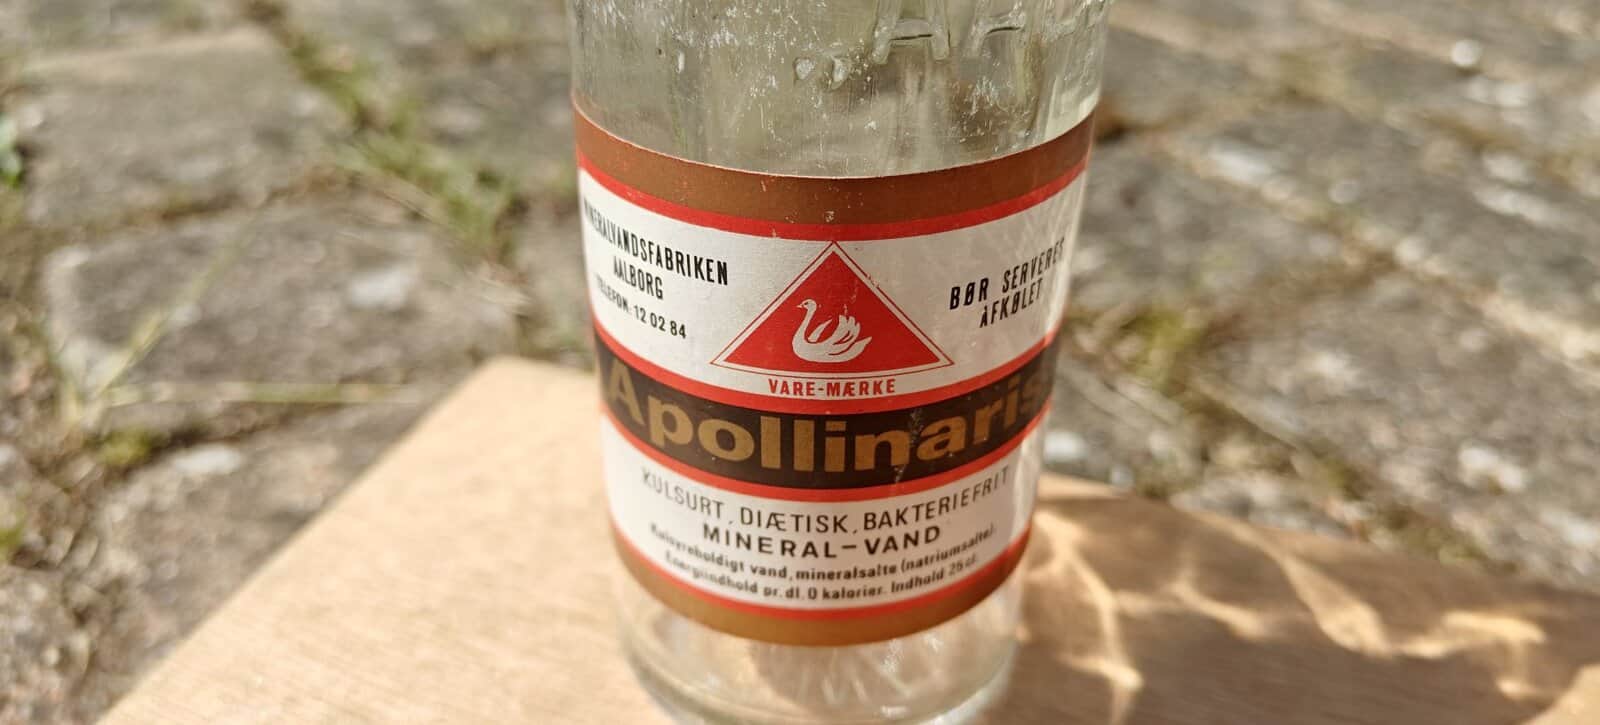 MINERALVANDSFABRIKEN
AALBORG
TELEFON: 12 02 84
BØR SERVERES
AFKØLET
VARE-MÆRKE
Apollinaris
KULSURT, DIÆTISK, BAKTERIEFRIT
MINERAL-VAND
Kulsyreholdigt vand, mineralsalte (natriumsalte).
Energiindhold pr. dl. 0 kalorier. Indhold 25 cl.